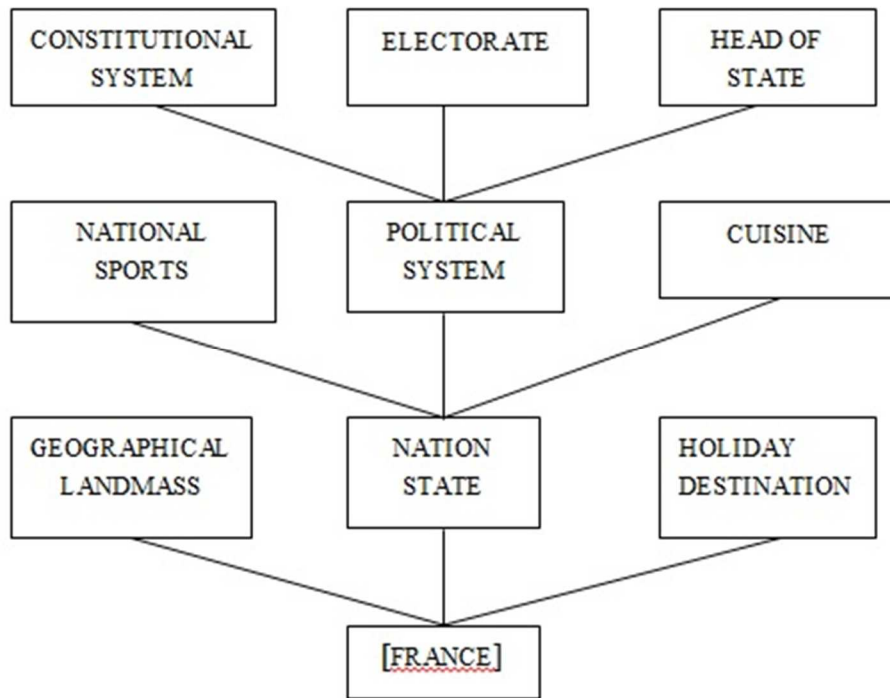 CONSTITUTIONAL
SYSTEM
ELECTORATE
HEAD OF
STATE
NATIONAL
SPORTS
POLITICAL
SYSTEM
CUISINE
GEOGRAPHICAL
LANDMASS
NATION
STATE
HOLIDAY
DESTINATION
[FRANCE]